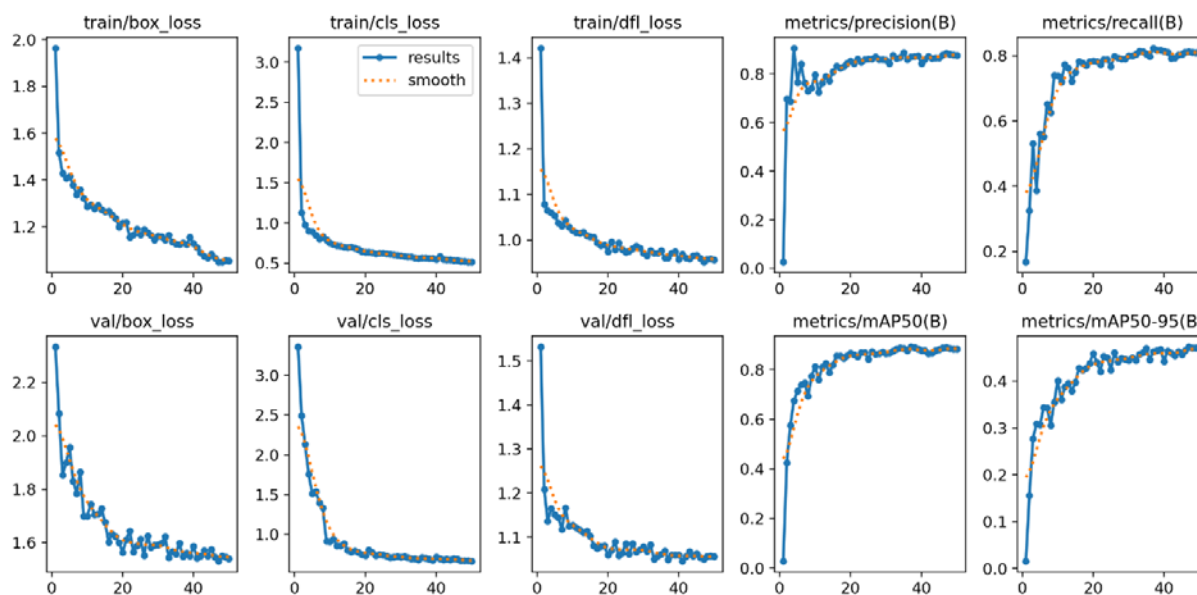 train/box_loss
train/cls_loss
train/dfl_loss
metrics/precision(B)
metrics/recall(B)
2.0
1.8
1.6
1.4
1.2
0 20 40
3.0
2.5
2.0
1.5
1.0
0.5
0 20 40
results
smooth
1.4
1.3
1.2
1.1
1.0
0 20 40
0.8
0.6
0.4
0.2
0.0
0 20 40
0.8
0.6
0.4
0.2
0 20 40
val/box_loss
val/cls_loss
val/dfl_loss
metrics/mAP50(B)
metrics/mAP50-95(B
2.2
2.0
1.8
1.6
0 20 40
3.5
3.0
2.5
2.0
1.5
1.0
0 20 40
1.5
1.4
1.3
1.2
1.1
0 20 40
0.8
0.6
0.4
0.2
0.0
0 20 40
0.4
0.3
0.2
0.1
0.0
0 20 40